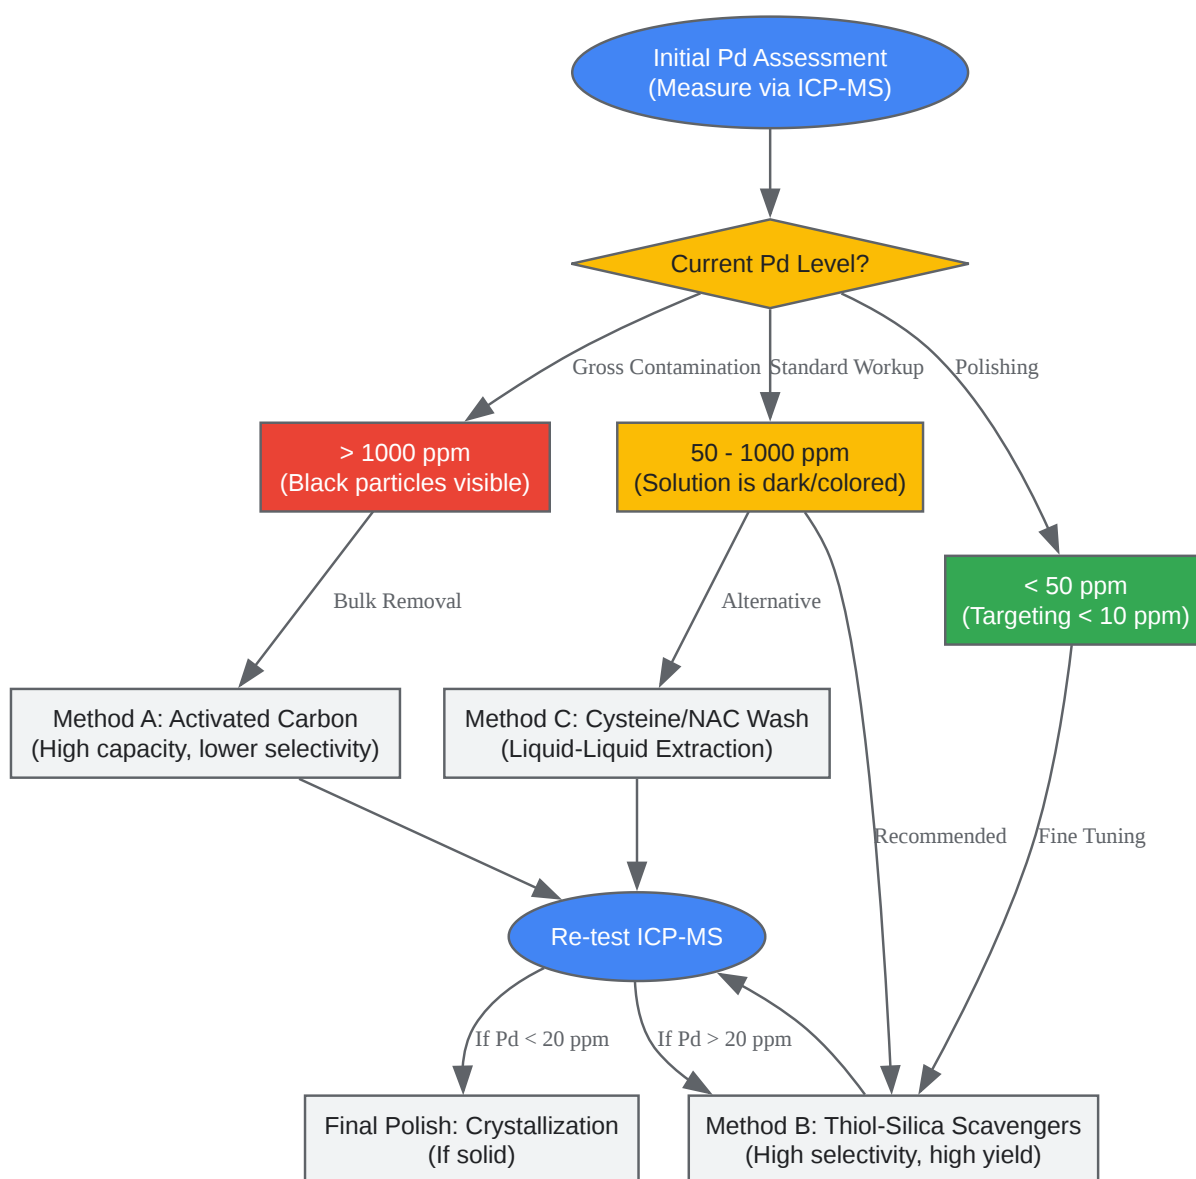 Initial Pd Assessment
(Measure via ICP-MS)
Current Pd Level?
Gross Contamination
Standard Workup
Polishing
> 1000 ppm
(Black particles visible)
50 - 1000 ppm
(Solution is dark/colored)
< 50 ppm
(Targeting < 10 ppm)
Bulk Removal
Alternative
Method A: Activated Carbon
(High capacity, lower selectivity)
Method C: Cysteine/NAC Wash
(Liquid-Liquid Extraction)
Recommended
Fine Tuning
Re-test ICP-MS
If Pd < 20 ppm
If Pd > 20 ppm
Final Polish: Crystallization
(If solid)
Method B: Thiol-Silica Scavengers
(High selectivity, high yield)